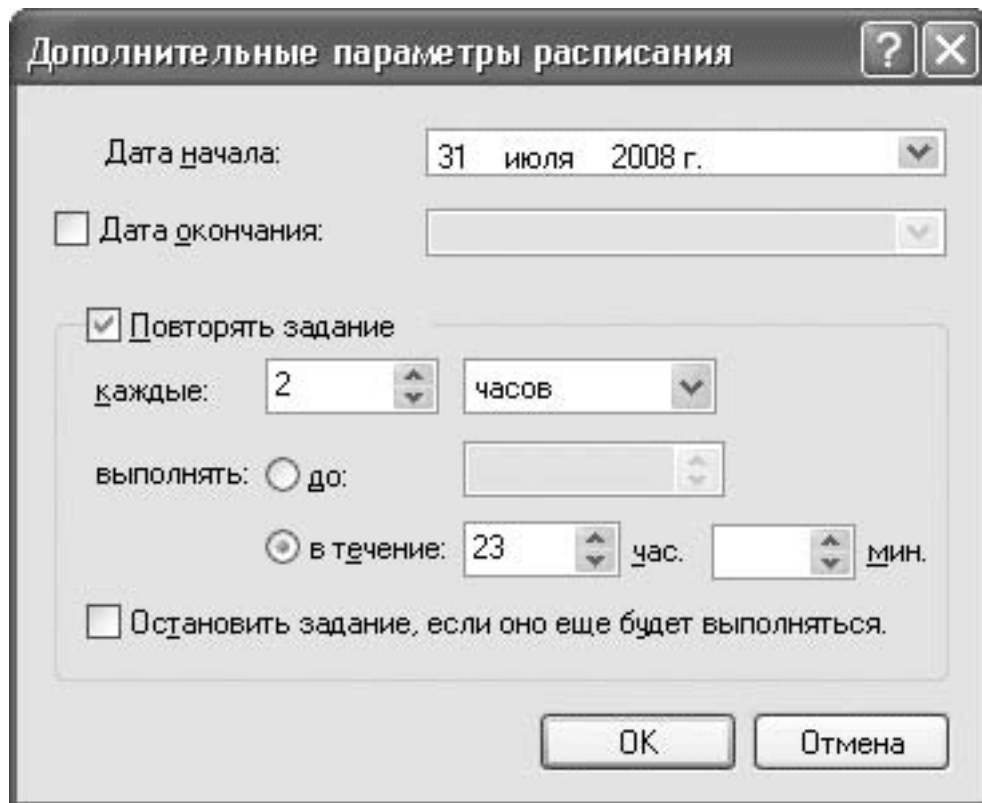 Дополнительные параметры расписания
Дата начала: 31 июля 2008 г.
Дата окончания:
Повторять задание
каждые: 2 часов
выполнять: до:
в течение: 23 час. мин.
Остановить задание, если оно еще будет выполняться.
OK Отмена